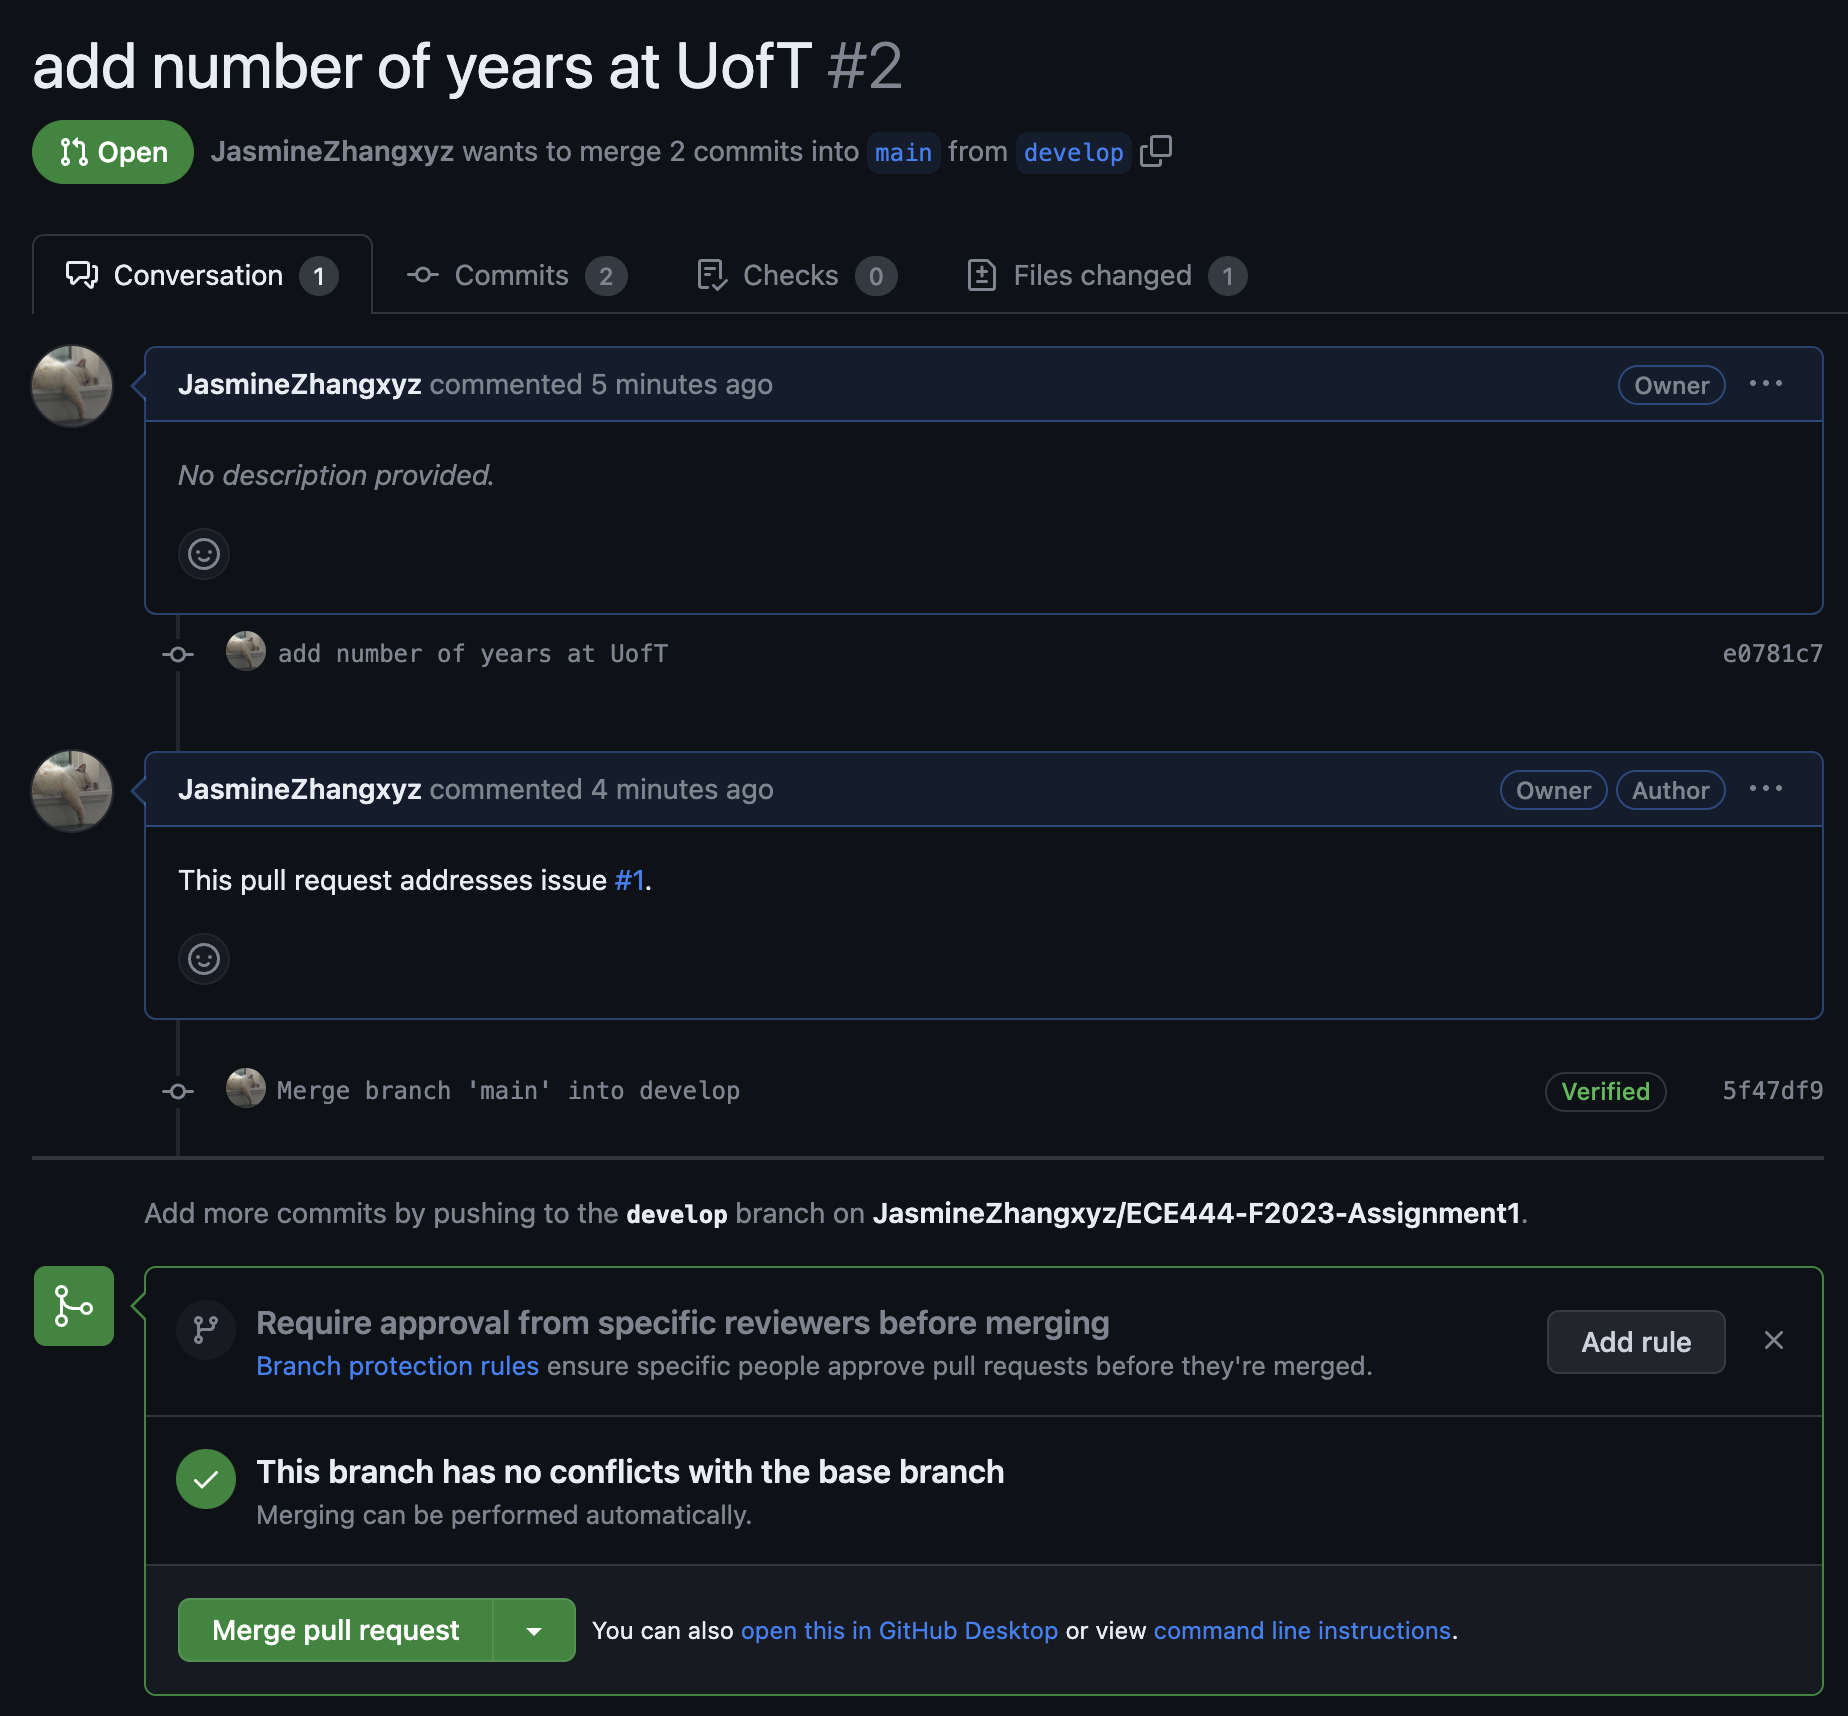 add number of years at UofT #2
Open JasmineZhangxyz wants to merge 2 commits into main from develop
Conversation 1 Commits 2 Checks 0 Files changed 1
JasmineZhangxyz commented 5 minutes ago Owner
No description provided.
add number of years at UofT e0781c7
JasmineZhangxyz commented 4 minutes ago Owner Author
This pull request addresses issue #1.
Merge branch 'main' into develop Verified 5f47df9
Add more commits by pushing to the develop branch on JasmineZhangxyz/ECE444-F2023-Assignment1.
Require approval from specific reviewers before merging
Branch protection rules ensure specific people approve pull requests before they're merged.
Add rule
This branch has no conflicts with the base branch
Merging can be performed automatically.
Merge pull request You can also open this in GitHub Desktop or view command line instructions.